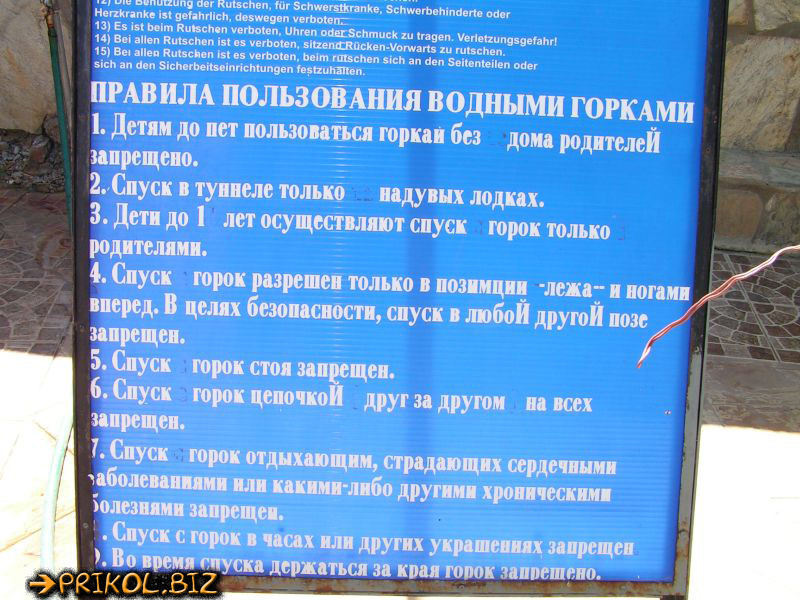 12) Die Benutzung der Rutschen, für Schwerstkranke, Schwerbehinderte oder
Herzkranke ist gefährlich, deswegen verboten.
13) Es ist beim Rutschen verboten, Uhren oder Schmuck zu tragen. Verletzungsgefahr!
14) Bei allen Rutschen ist es verboten, sitzend Rücken-Vorwarts zu rutschen.
15) Bei allen Rutschen ist es verboten, beim rutschen sich an den Seitenteilen oder
sich an den Sicherbeitseinrichtungen festzuhalten.
ПРАВИЛА ПОЛЬЗОВАНИЯ ВОДНЫМИ ГОРКАМИ
1. Детям до пет пользоваться горкаи без дома родителеЙ
запрещено.
2. Спуск в туннеле только надувых лодках.
3. Дети до 1 лет осуществляют спуск горок только
родителями.
4. Спуск горок разрешен только в позимции -лежа-- и ногами
вперед. В целях безопасности, спуск в любоЙ другоЙ позе
запрещен.
5. Спуск горок стоя запрещен.
6. Спуск горок цепочкоЙ друг за другом на всех
запрещен.
7. Спуск горок отдыхающим, страдающих сердечными
заболеваниями или какими-либо другими хроническими
болезнями запрещен.
. Спуск с горок в часах или других украшениях запрещен
9. Во время спуска держаться за края горок запрещено.
PRIKOL.BIZ